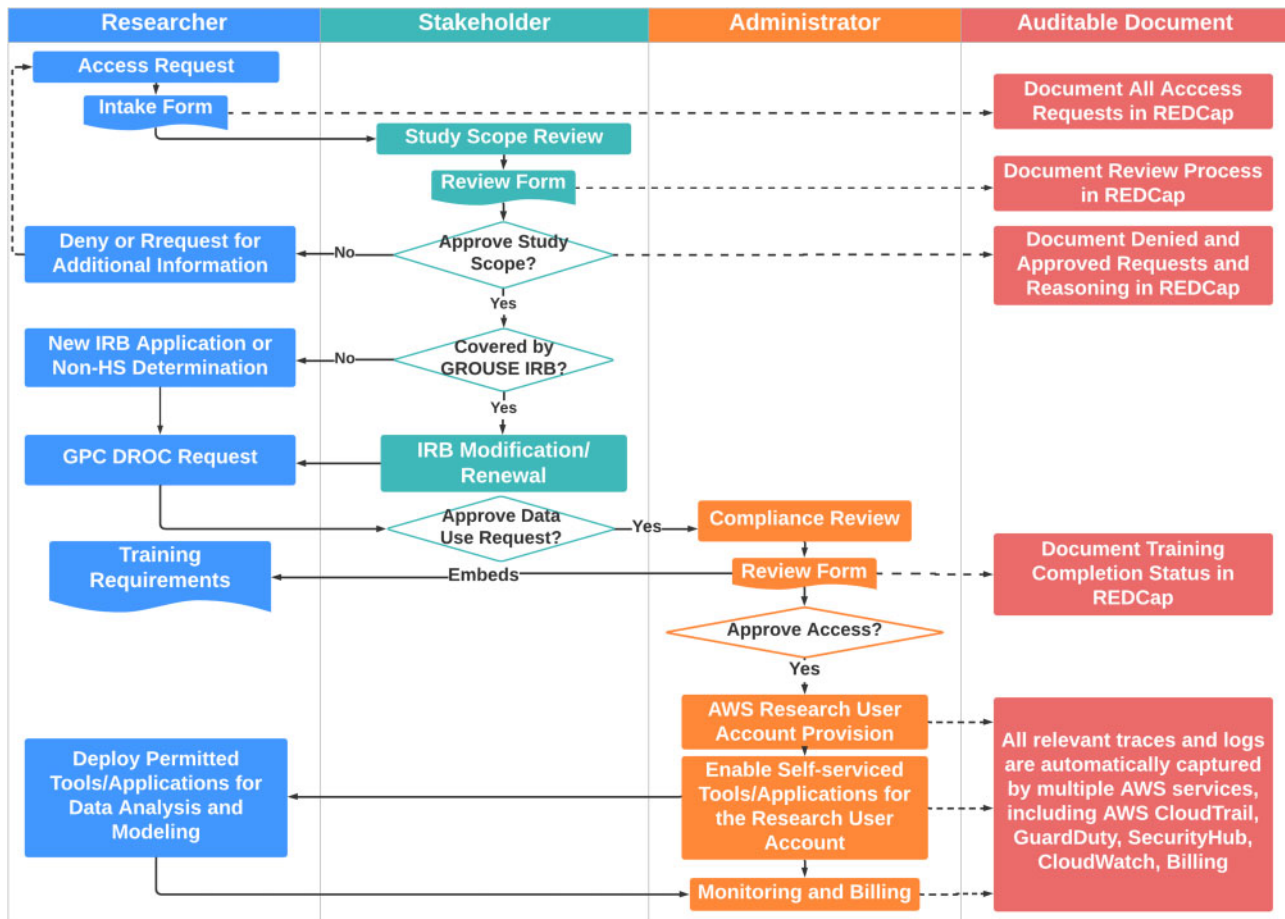 Researcher
Stakeholder
Administrator
Auditable Document
Access Request
Intake Form
Document All Acccess
Requests in REDCap
Study Scope Review
Review Form
Document Review Process
in REDCap
Deny or Rrequest for
Additional Information
No
Approve Study
Scope?
Document Denied and
Approved Requests and
Reasoning in REDCap
Yes
New IRB Application or
Non-HS Determination
No
Covered by
GROUSE IRB?
Yes
GPC DROC Request
IRB Modification/
Renewal
Approve Data
Use Request?
Yes
Compliance Review
Training
Requirements
Embeds
Review Form
Document Training
Completion Status in
REDCap
Approve Access?
Yes
AWS Research User
Account Provision
Deploy Permitted
Tools/Applications for
Data Analysis and
Modeling
Enable Self-serviced
Tools/Applications for
the Research User
Account
All relevant traces and logs
are automatically captured
by multiple AWS services,
including AWS CloudTrail,
GuardDuty, SecurityHub,
CloudWatch, Billing
Monitoring and Billing